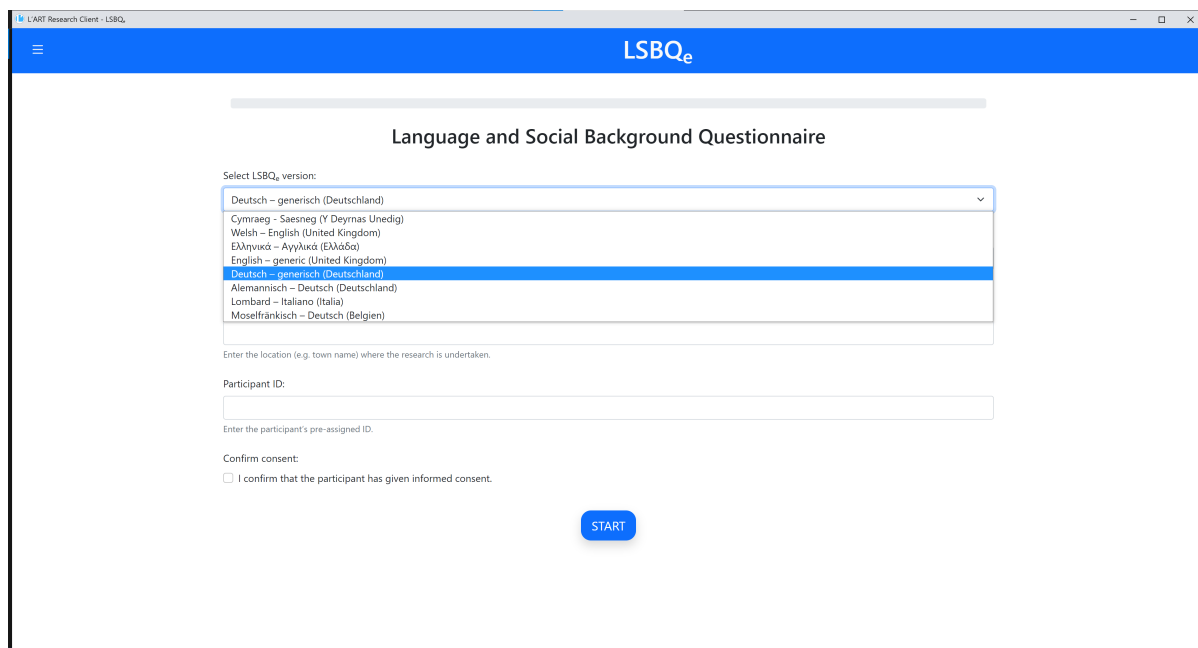 L'ART Research Client - LSBQₑ
LSBQₑ
Language and Social Background Questionnaire
Select LSBQₑ version:
Deutsch – generisch (Deutschland)
Cymraeg - Saesneg (Y Deyrnas Unedig)
Welsh – English (United Kingdom)
Ελληνικά – Αγγλικά (Ελλάδα)
English – generic (United Kingdom)
Deutsch – generisch (Deutschland)
Alemannisch – Deutsch (Deutschland)
Lombard – Italiano (Italia)
Moselfränkisch – Deutsch (Belgien)
Enter the location (e.g. town name) where the research is undertaken.
Participant ID:
Enter the participant's pre-assigned ID.
Confirm consent:
I confirm that the participant has given informed consent.
START